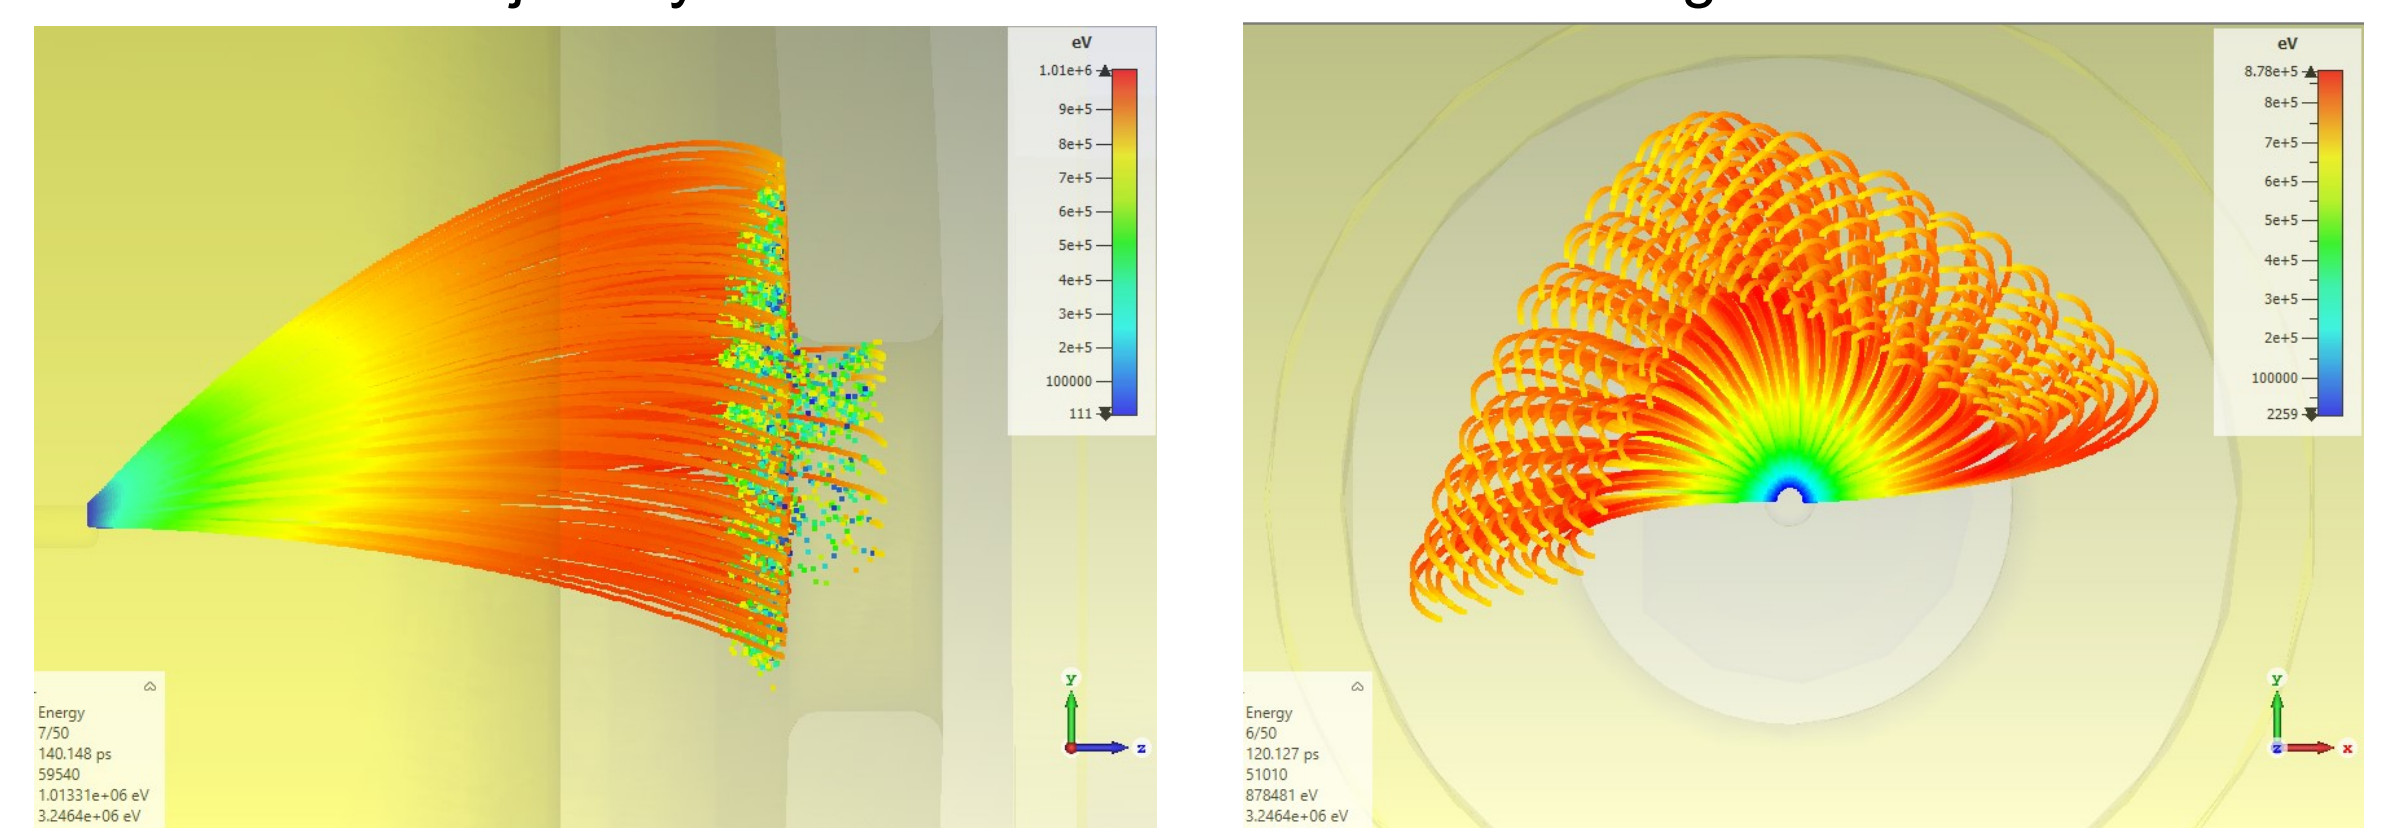 eV
1.01e+6
9e+5
8e+5
7e+5
6e+5
5e+5
4e+5
3e+5
2e+5
100000
111
y
z
Energy
7/50
140.148 ps
59540
1.01331e+06 eV
3.2464e+06 eV
eV
8.78e+5
8e+5
7e+5
6e+5
5e+5
4e+5
3e+5
2e+5
100000
2259
y
z
x
Energy
6/50
120.127 ps
51010
878481 eV
3.2464e+06 eV